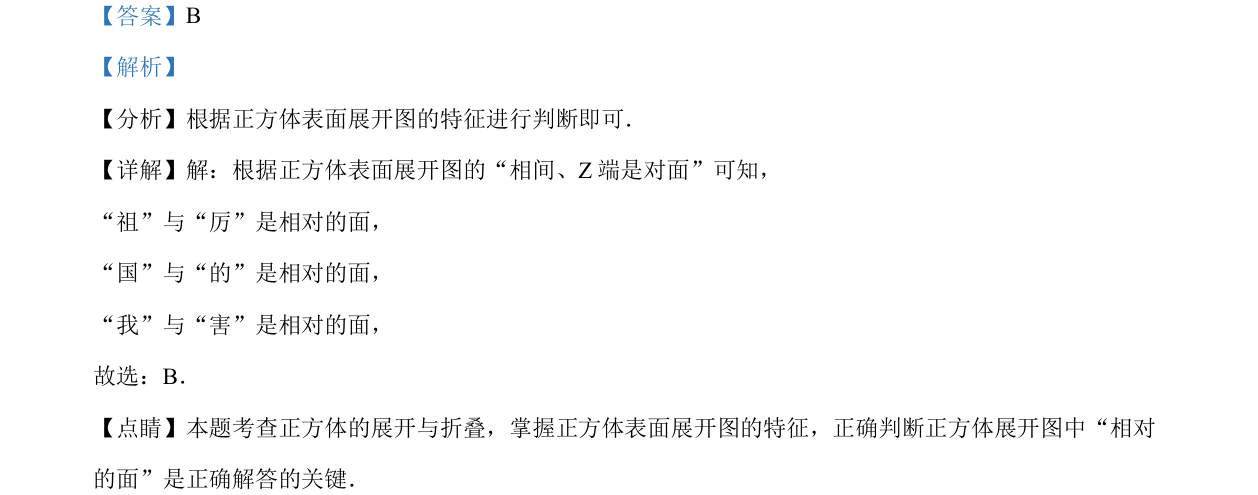 【答案】B
【解析】
【分析】根据正方体表面展开图的特征进行判断即可．
【详解】解：根据正方体表面展开图的“相间、Z 端是对面”可知，
“祖”与“厉”是相对的面，
“国”与“的”是相对的面，
“我”与“害”是相对的面，
故选：B．
【点睛】本题考查正方体的展开与折叠，掌握正方体表面展开图的特征，正确判断正方体展开图中“相对
的面”是正确解答的关键．